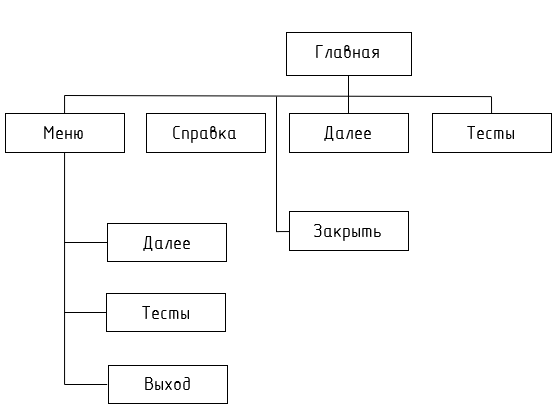 Главная
Меню
Справка
Далее
Тесты
Закрыть
Далее
Тесты
Выход